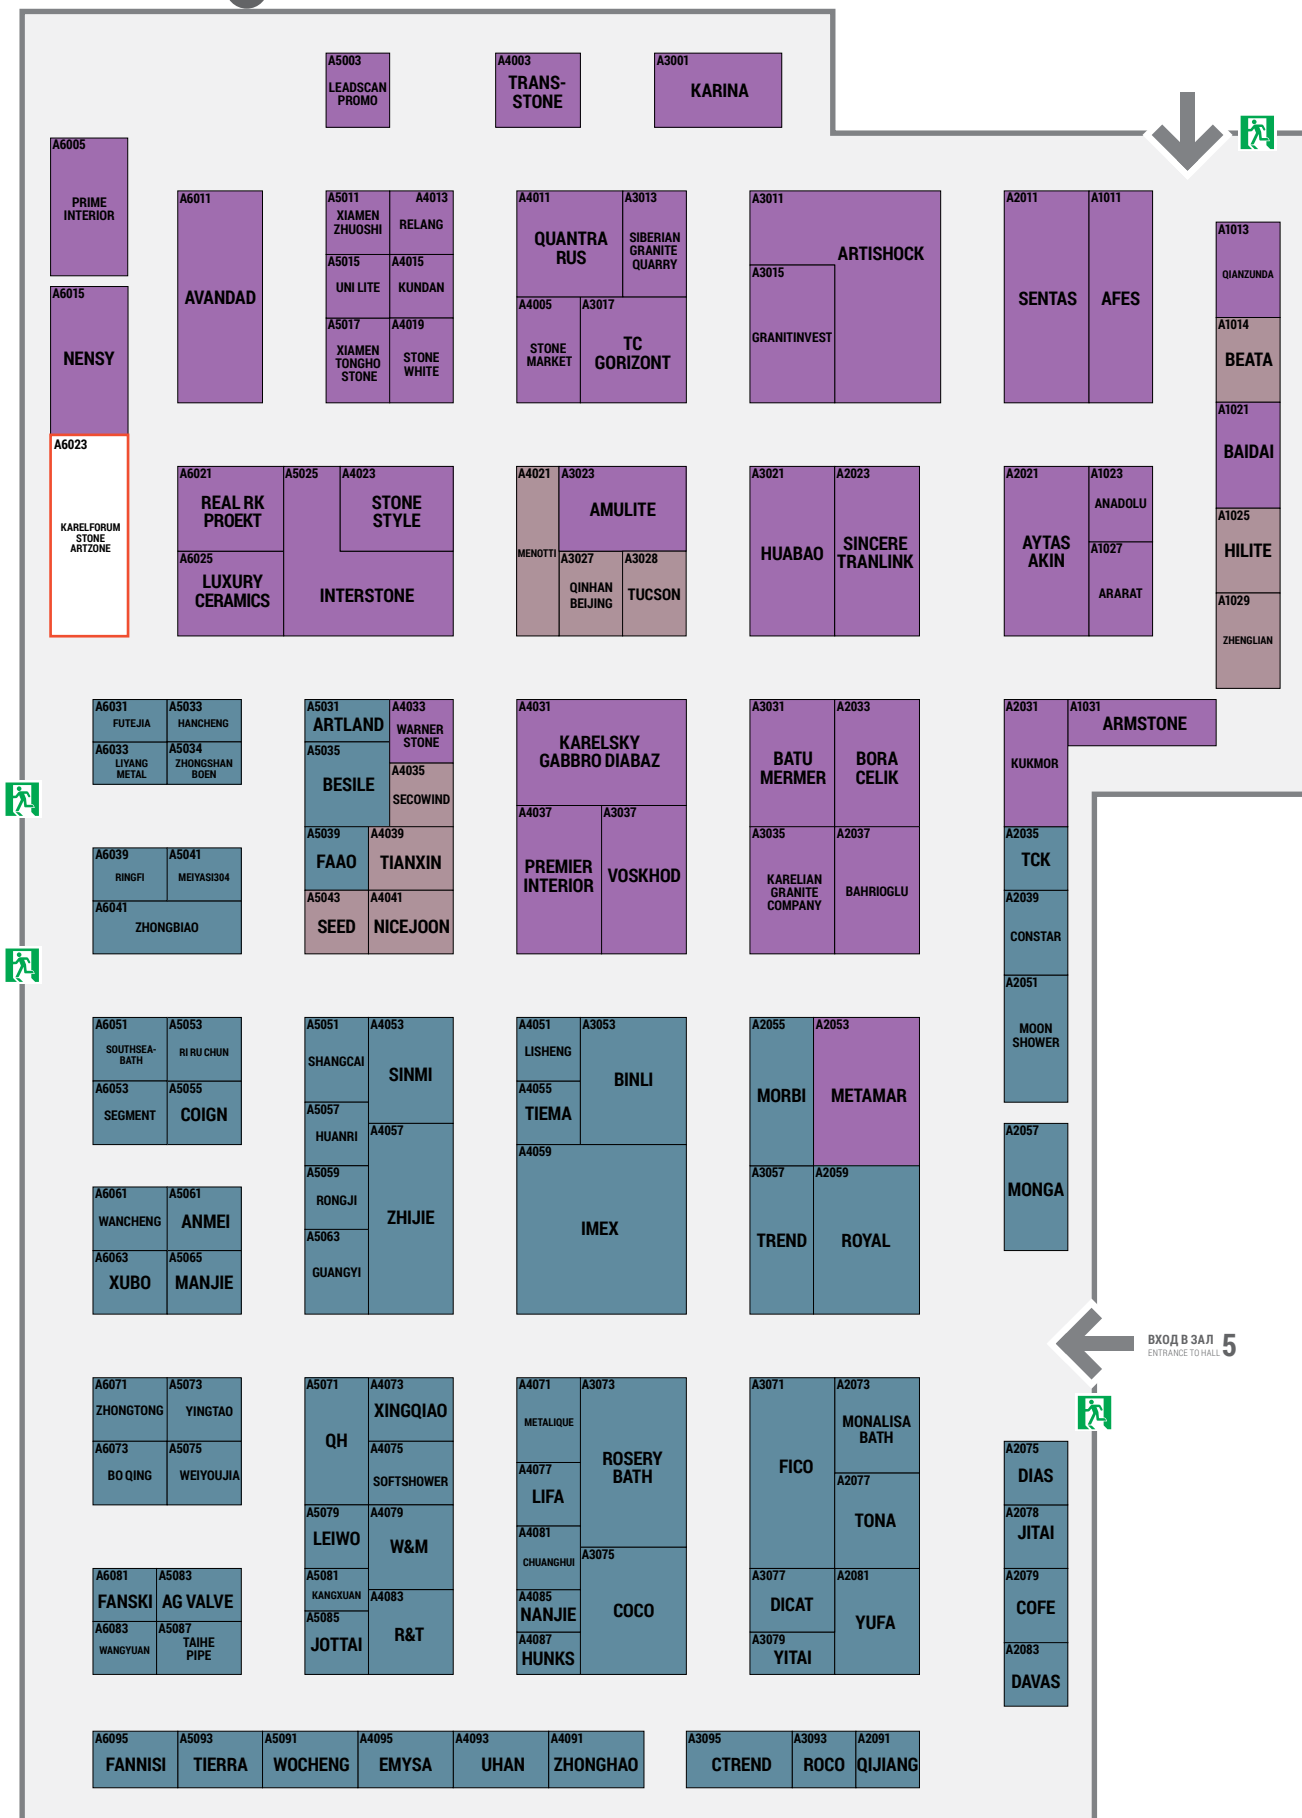 A5003
LEADSCAN
PROMO
A4003
TRANS-
STONE
A3001
KARINA
A6005
PRIME
INTERIOR
A6011
AVANDAD
A5011
XIAMEN
ZHUOSHI
A4013
RELANG
A4011
QUANTRA
RUS
A3013
SIBERIAN
GRANITE
QUARRY
A3011
ARTISHOCK
A2011
SENTAS
A1011
AFES
A1013
QIANZUNDA
A5015
UNI LITE
A4015
KUNDAN
A3015
GRANITINVEST
A6015
NENSY
A5017
XIAMEN
TONGHO
STONE
A4019
STONE
WHITE
A4005
STONE
MARKET
A3017
TC
GORIZONT
A1014
BEATA
A1021
BAIDAI
A6023
KARELFORUM
STONE
ARTZONE
A6021
REAL RK
PROEKT
A5025
INTERSTONE
A4023
STONE
STYLE
A4021
MENOTTI
A3023
AMULITE
A3021
HUABAO
A2023
SINCERE
TRANLINK
A2021
AYTAS
AKIN
A1023
ANADOLU
A1025
HILITE
A6025
LUXURY
CERAMICS
A3027
QINHAN
BEIJING
A3028
TUCSON
A1027
ARARAT
A1029
ZHENGLIAN
A6031
FUTEJIA
A5033
HANCHENG
A5031
ARTLAND
A4033
WARNER
STONE
A4031
KARELSKY
GABBRO DIABAZ
A3031
BATU
MERMER
A2033
BORA
CELIK
A2031
KUKMOR
A1031
ARMSTONE
A6033
LIYANG
METAL
A5034
ZHONGSHAN
BOEN
A5035
BESILE
A4035
SECOWIND
A4037
PREMIER
INTERIOR
A3037
VOSKHOD
A3035
KARELIAN
GRANITE
COMPANY
A2037
BAHRIOGLU
A2035
TCK
A6039
RINGFI
A5041
MEIYASI304
A5039
FAAO
A4039
TIANXIN
A2039
CONSTAR
A6041
ZHONGBIAO
A5043
SEED
A4041
NICEJOON
A2051
MOON
SHOWER
A6051
SOUTHSEA-
BATH
A5053
RI RU CHUN
A5051
SHANGCAI
A4053
SINMI
A4051
LISHENG
A3053
BINLI
A2055
MORBI
A2053
METAMAR
A6053
SEGMENT
A5055
COIGN
A5057
HUANRI
A4057
ZHIJIE
A4055
TIEMA
A2057
MONGA
A4059
IMEX
A3057
TREND
A2059
ROYAL
A6061
WANCHENG
A5061
ANMEI
A5059
RONGJI
A6063
XUBO
A5065
MANJIE
A5063
GUANGYI
ВХОД В ЗАЛ 5
ENTRANCE TO HALL
A6071
ZHONGTONG
A5073
YINGTAO
A5071
QH
A4073
XINGQIAO
A4071
METALIQUE
A3073
ROSERY
BATH
A3071
FICO
A2073
MONALISA
BATH
A6073
BO QING
A5075
WEIYOUJIA
A4075
SOFTSHOWER
A4077
LIFA
A2077
TONA
A2075
DIAS
A5079
LEIWO
A4079
W&M
A4081
CHUANGHUI
A3075
COCO
A2078
JITAI
A6081
FANSKI
A5083
AG VALVE
A5081
KANGXUAN
A4083
R&T
A4085
NANJIE
A3077
DICAT
A2081
YUFA
A2079
COFE
A6083
WANGYUAN
A5087
TAIHE
PIPE
A5085
JOTTAI
A4087
HUNKS
A3079
YITAI
A2083
DAVAS
A6095
FANNISI
A5093
TIERRA
A5091
WOCHENG
A4095
EMYSA
A4093
UHAN
A4091
ZHONGHAO
A3095
CTREND
A3093
ROCO
A2091
QIJIANG